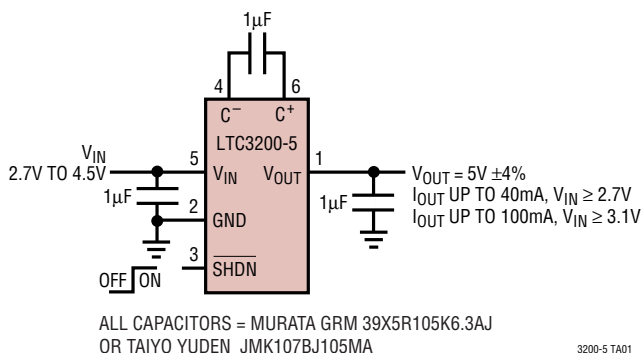 1µF
4
6
C−
C+
LTC3200-5
VIN
2.7V TO 4.5V
5
VIN
VOUT
1
VOUT = 5V ±4%
IOUT UP TO 40mA, VIN ≥ 2.7V
IOUT UP TO 100mA, VIN ≥ 3.1V
1µF
1µF
2
GND
3
SHDN
OFF ON
ALL CAPACITORS = MURATA GRM 39X5R105K6.3AJ
OR TAIYO YUDEN JMK107BJ105MA
3200-5 TA01